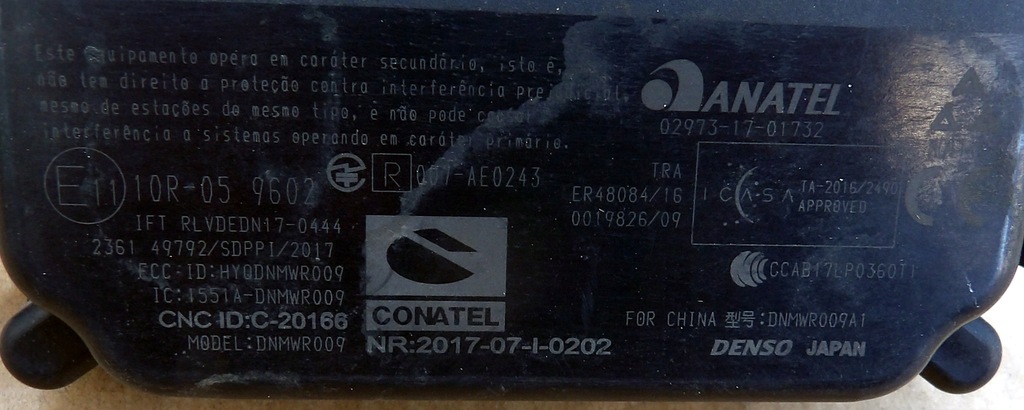 Este equipamento opera em caráter secundário, isto é,
não tem direito a proteção contra interferência prejudicial,
mesmo de estações do mesmo tipo, e não pode causar
interferência a sistemas operando em caráter primário.
ANATEL
02973-17-01732
E11 10R-05 9602
R 001-AE0243
TRA
ER48084/16
0019826/09
ICASA TA-2016/2490
APPROVED
IFT RLVDEDN17-0444
2361 49792/SDPPI/2017
FCC-ID:HYQDNMWR009
IC:1551A-DNMWR009
CNC ID:C-20166
MODEL:DNMWR009
CONATEL
NR:2017-07-I-0202
CCAB17LP0360T1
FOR CHINA 型号:DNMWR009A1
DENSO JAPAN